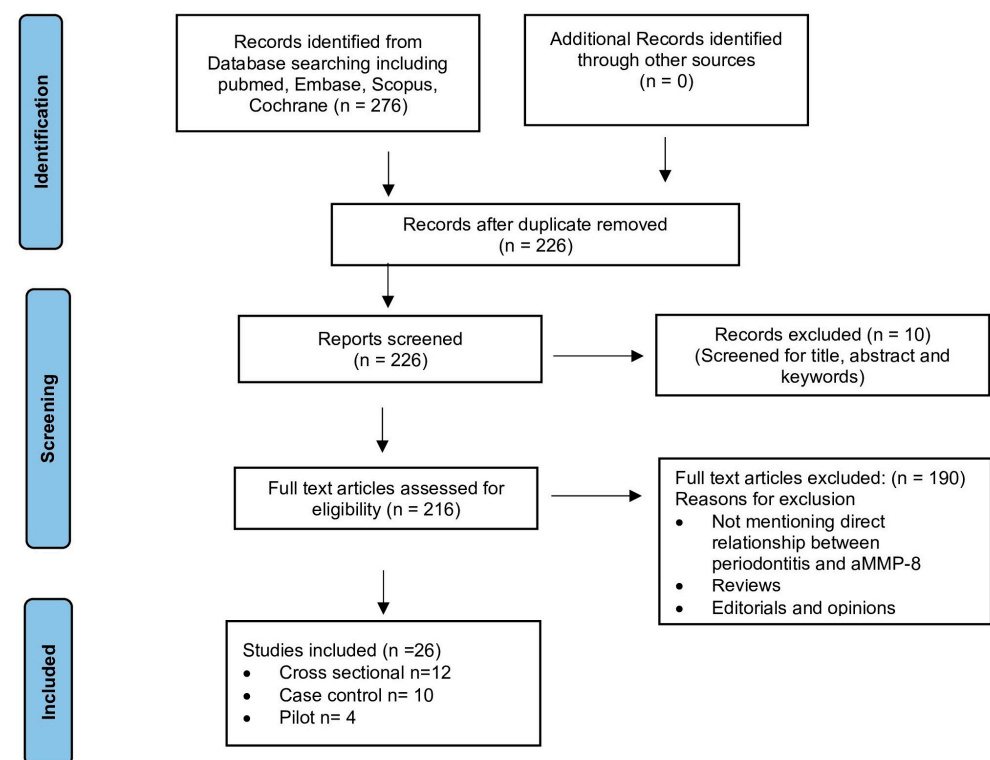 Identification
Records identified from
Database searching including
pubmed, Embase, Scopus,
Cochrane (n = 276)
Additional Records identified
through other sources
(n = 0)
Records after duplicate removed
(n = 226)
Screening
Reports screened
(n = 226)
Records excluded (n = 10)
(Screened for title, abstract and
keywords)
Full text articles assessed for
eligibility (n = 216)
Full text articles excluded: (n = 190)
Reasons for exclusion
• Not mentioning direct
relationship between
periodontitis and aMMP-8
• Reviews
• Editorials and opinions
Included
Studies included (n =26)
• Cross sectional n=12
• Case control n= 10
• Pilot n= 4